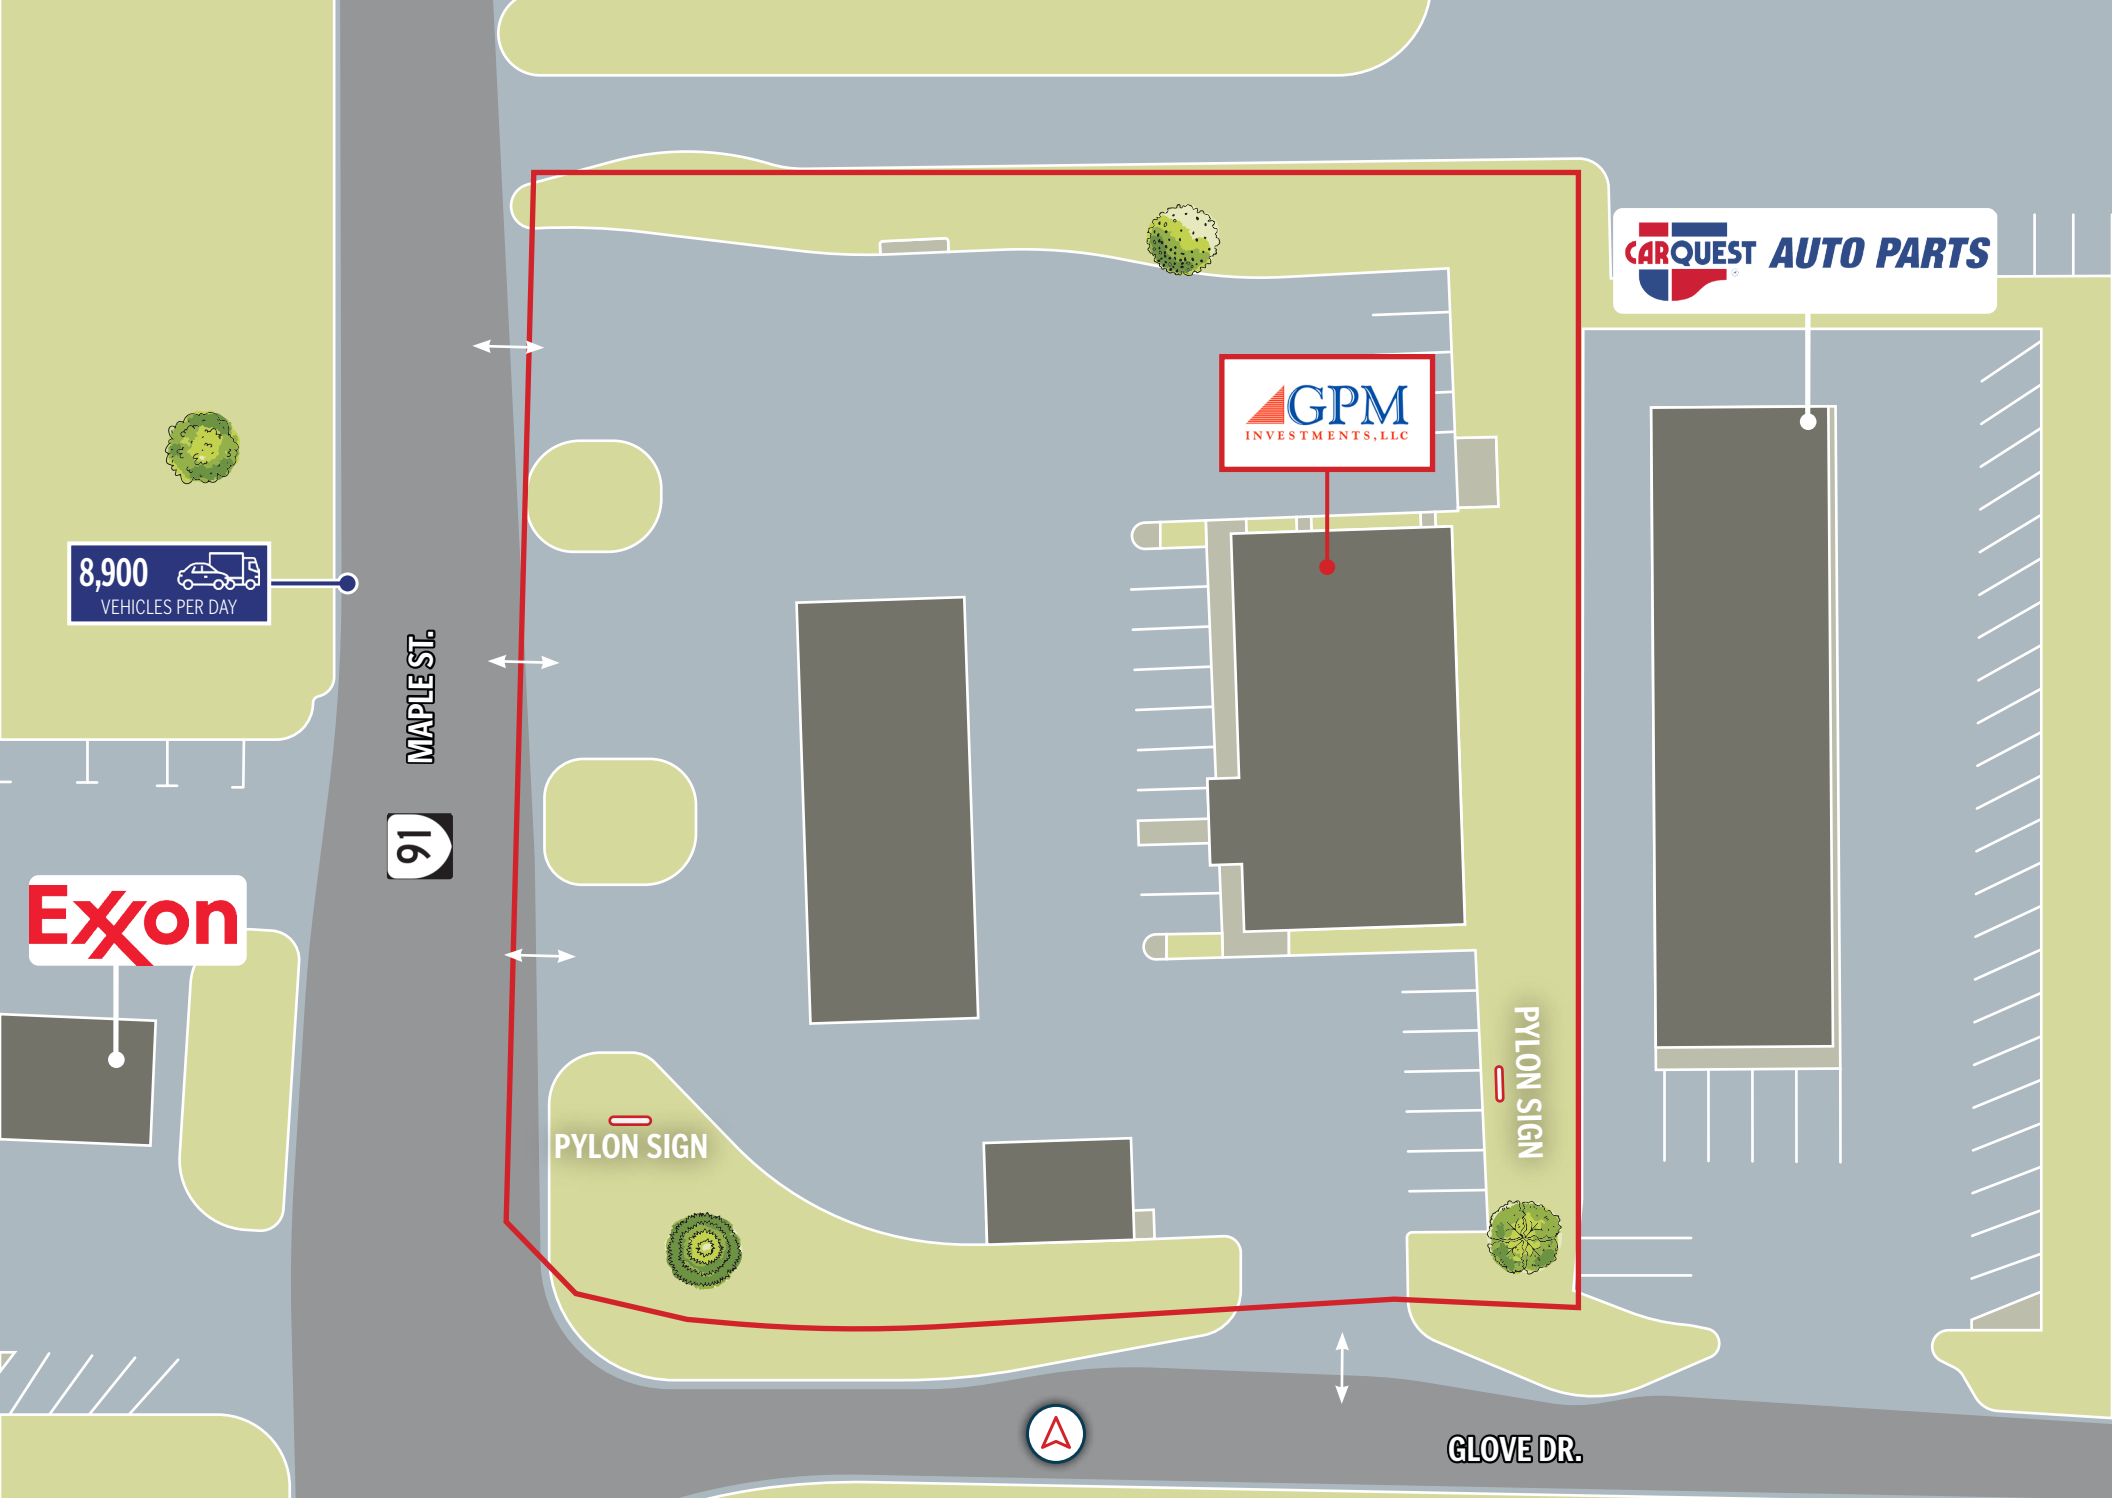 CARQUEST AUTO PARTS
GPM
INVESTMENTS, LLC
8,900
VEHICLES PER DAY
MAPLE ST.
91
Exxon
PYLON SIGN
PYLON SIGN
GLOVE DR.